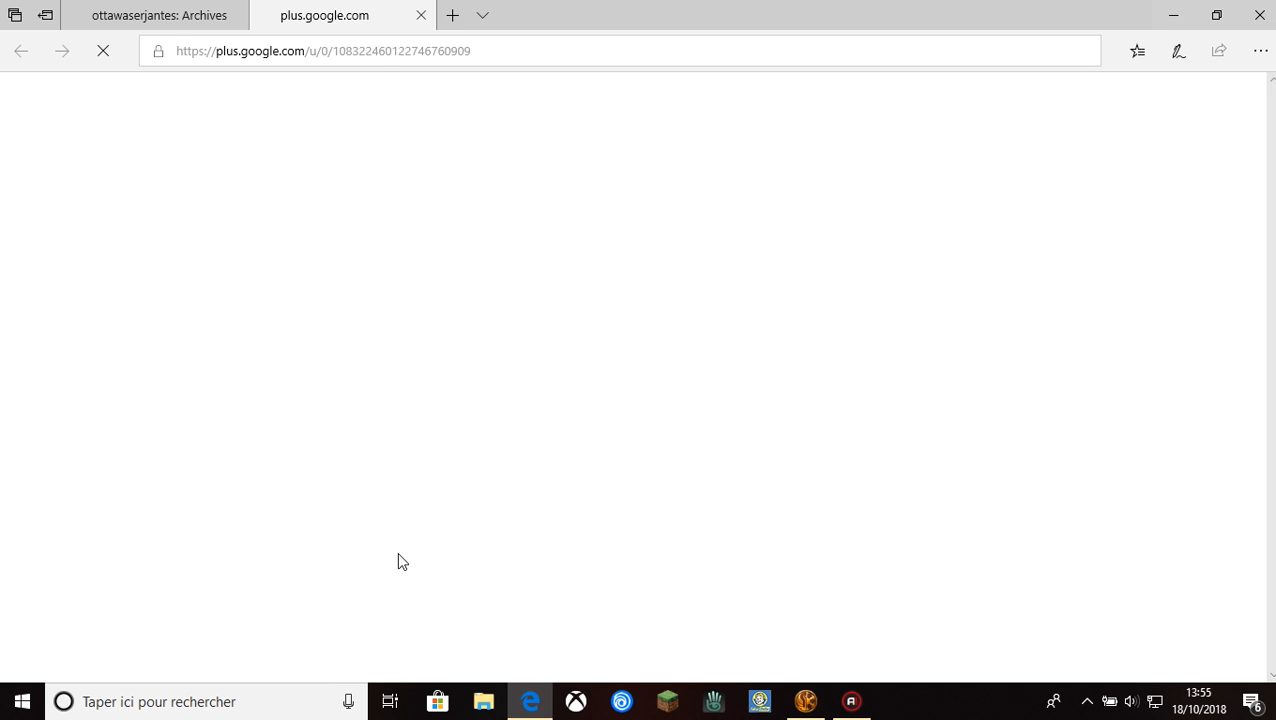 ottawaserjantes: Archives
plus.google.com
https://plus.google.com/u/0/108322460122746760909
Taper ici pour rechercher
13:55
18/10/2018
6